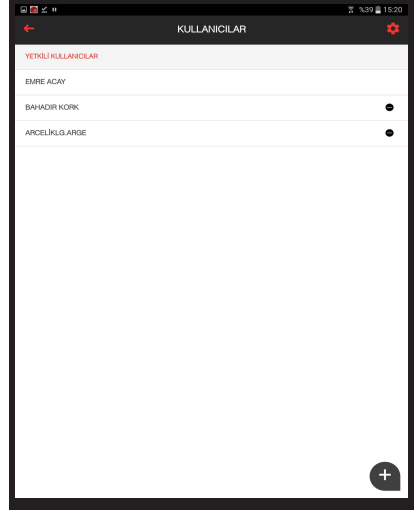 %39 15:20
KULLANICILAR
YETKİLİ KULLANICILAR
EMRE ACAY
BAHADIR KORK
ARCELİKLG.ARGE